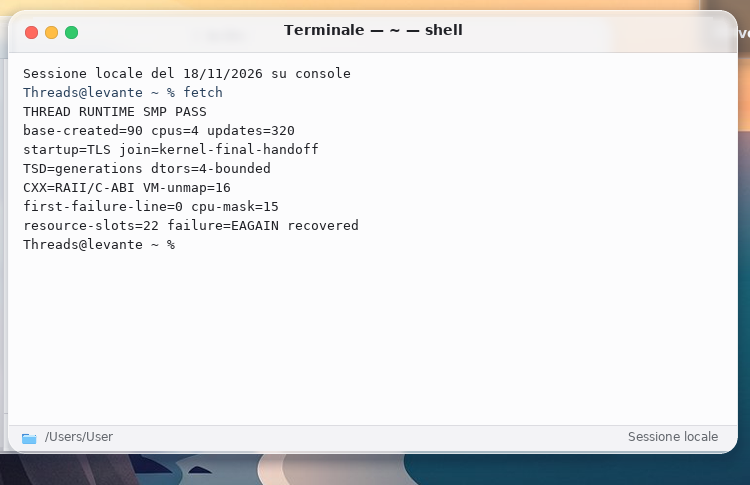 Terminale — ~ — shell
Sessione locale del 18/11/2026 su console
Threads@levante ~ % fetch
THREAD RUNTIME SMP PASS
base-created=90 cpus=4 updates=320
startup=TLS join=kernel-final-handoff
TSD=generations dtors=4-bounded
CXX=RAII/C-ABI VM-unmap=16
first-failure-line=0 cpu-mask=15
resource-slots=22 failure=EAGAIN recovered
Threads@levante ~ %
/Users/User
Sessione locale